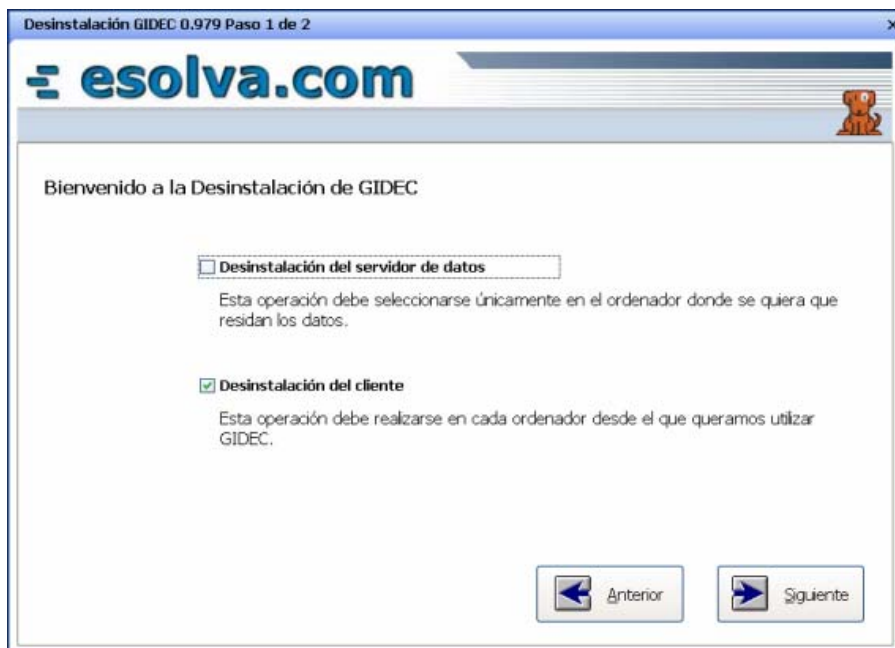 Desinstalación GIDEC 0.979 Paso 1 de 2
esolva.com
Bienvenido a la Desinstalación de GIDEC
Desinstalación del servidor de datos
Esta operación debe seleccionarse únicamente en el ordenador donde se quiera que
residan los datos.
Desinstalación del cliente
Esta operación debe realizarse en cada ordenador desde el que queramos utilizar
GIDEC.
Anterior
Siguiente